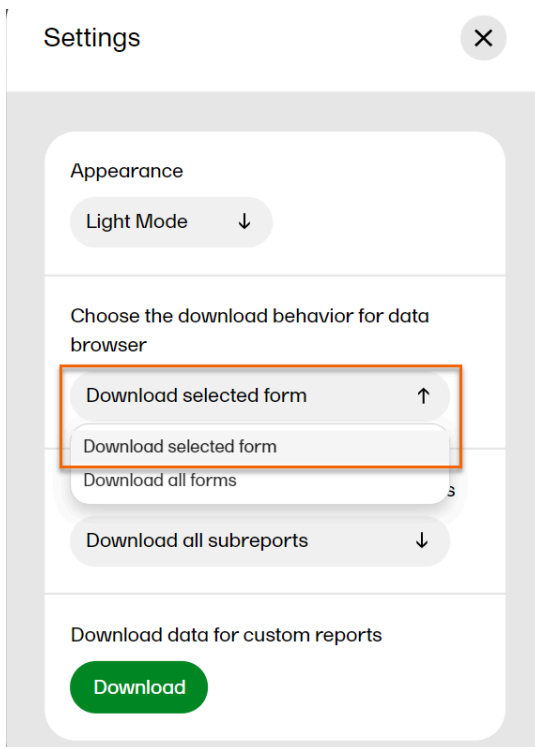 Settings
Appearance
Light Mode
Choose the download behavior for data
browser
Download selected form
Download selected form
Download all forms
s
Download all subreports
Download data for custom reports
Download